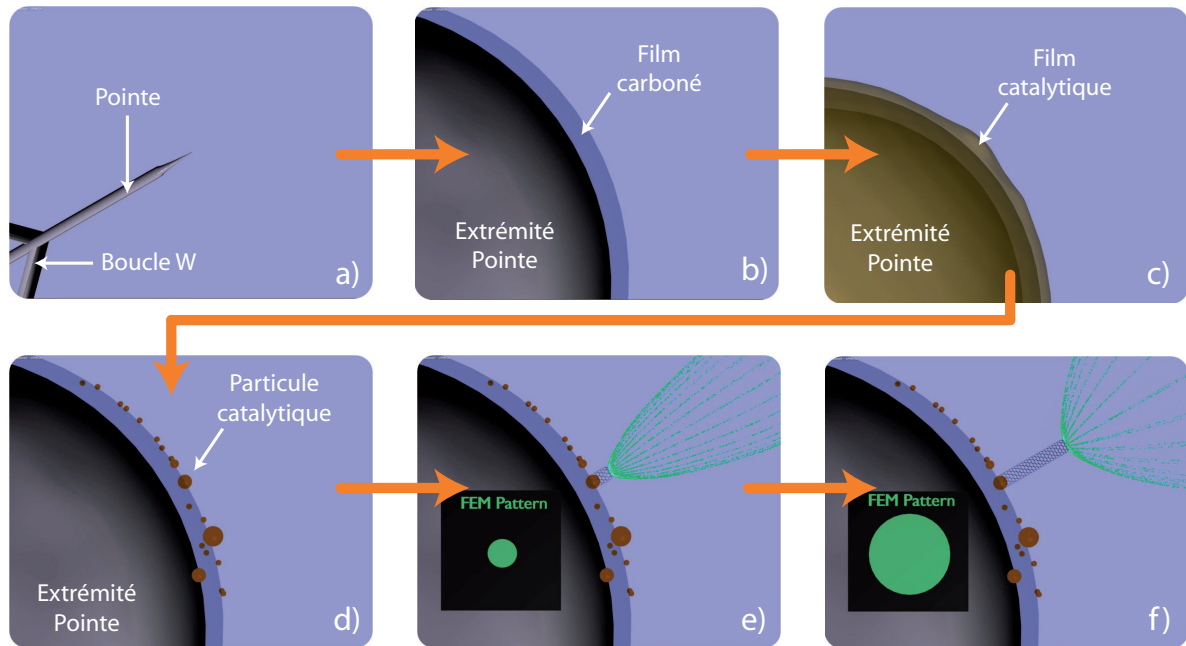 Pointe
Boucle W
a)
Film
carboné
Extrémité
Pointe
b)
Film
catalytique
Extrémité
Pointe
c)
Particule
catalytique
Extrémité
Pointe
d)
FEM Pattern
e)
FEM Pattern
f)